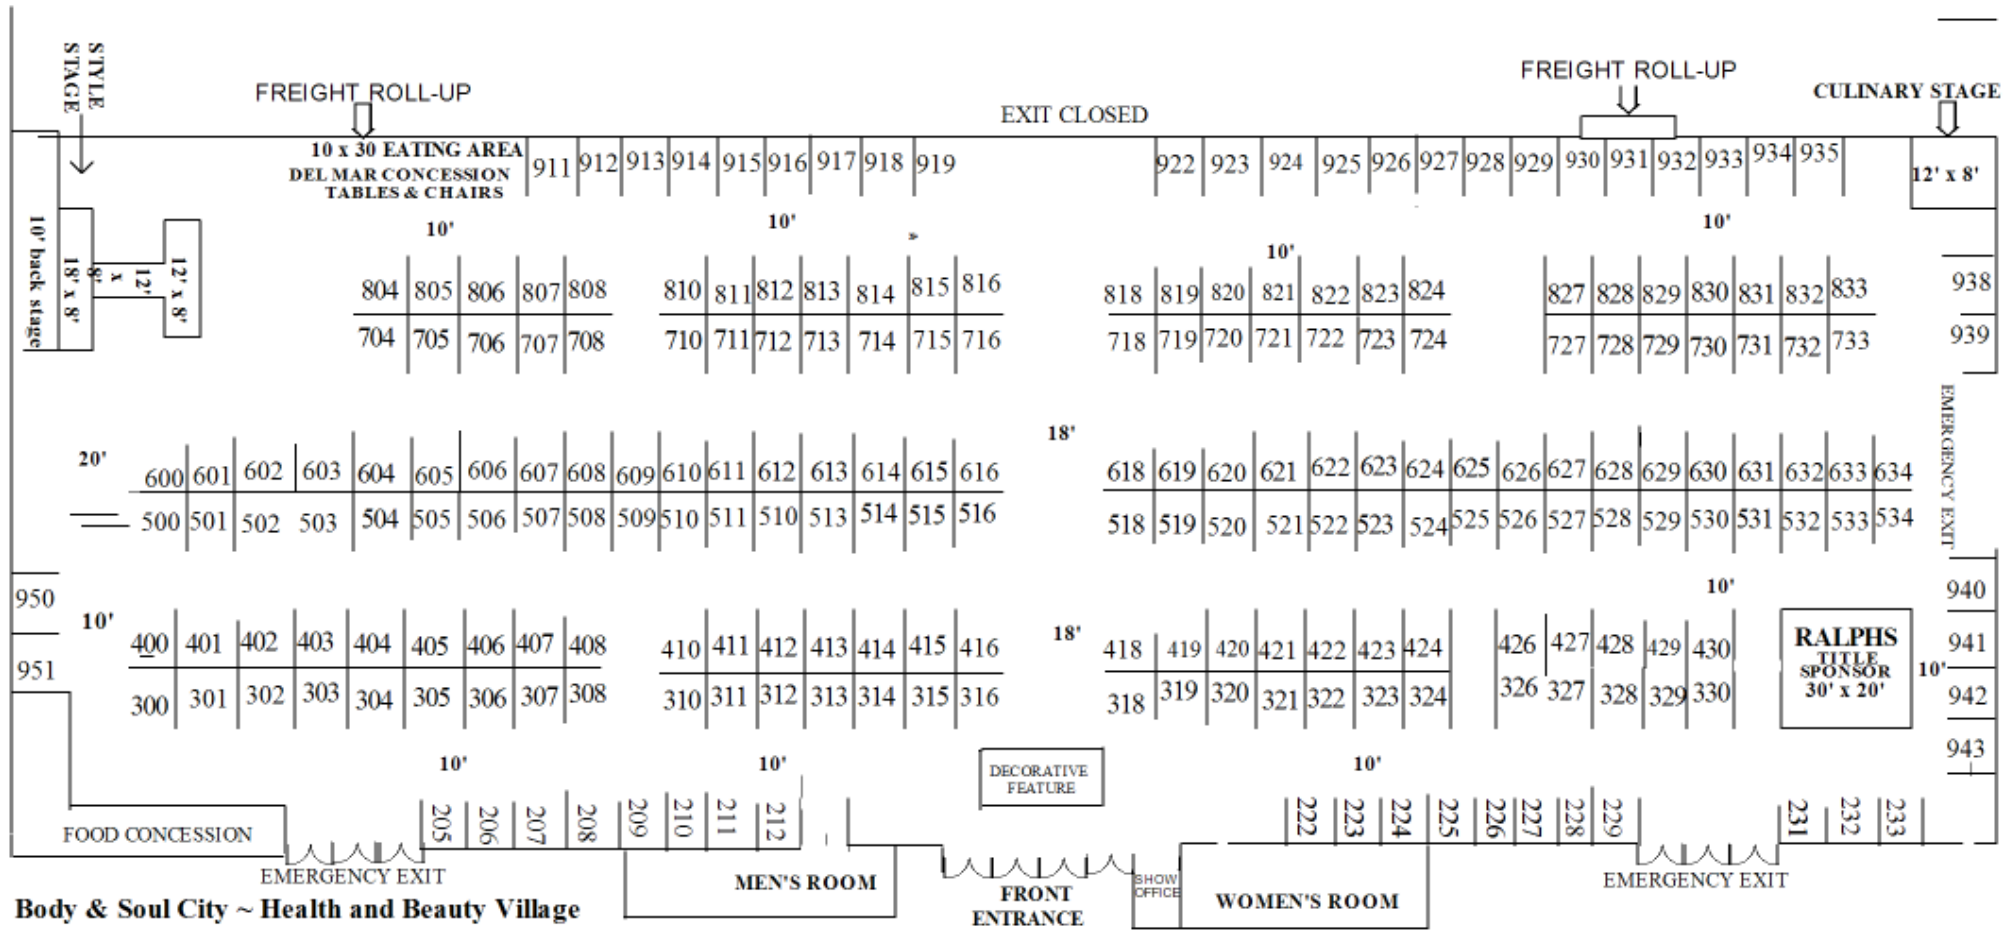 STYLE
STAGE
FREIGHT ROLL-UP
FREIGHT ROLL-UP
EXIT CLOSED
CULINARY STAGE
10 x 30 EATING AREA
DEL MAR CONCESSION
TABLES & CHAIRS
911 912 913 914 915 916 917 918 919
922 923 924 925 926 927 928 929 930 931 932 933 934 935
12' x 8'
10' back stage
18' x 8'
8'
x
12'
12' x 8'
10'
10'
10'
10'
804 805 806 807 808 810 811 812 813 814 815 816 818 819 820 821 822 823 824 827 828 829 830 831 832 833 938
704 705 706 707 708 710 711 712 713 714 715 716 718 719 720 721 722 723 724 727 728 729 730 731 732 733 939
EMERGENCY EXIT
20'
18'
600 601 602 603 604 605 606 607 608 609 610 611 612 613 614 615 616 618 619 620 621 622 623 624 625 626 627 628 629 630 631 632 633 634
500 501 502 503 504 505 506 507 508 509 510 511 510 513 514 515 516 518 519 520 521 522 523 524 525 526 527 528 529 530 531 532 533 534
950
951
10'
18'
10'
940
941
942
943
400 401 402 403 404 405 406 407 408 410 411 412 413 414 415 416 418 419 420 421 422 423 424 426 427 428 429 430
300 301 302 303 304 305 306 307 308 310 311 312 313 314 315 316 318 319 320 321 322 323 324 326 327 328 329 330
RALPHS
TITLE
SPONSOR
30' x 20'
10'
10'
10'
10'
DECORATIVE
FEATURE
205 206 207 208 209 210 211 212
222 223 224 225 226 227 228 229
231 232 233
FOOD CONCESSION
EMERGENCY EXIT
MEN'S ROOM
FRONT
ENTRANCE
SHOW
OFFICE
WOMEN'S ROOM
EMERGENCY EXIT
Body & Soul City ~ Health and Beauty Village